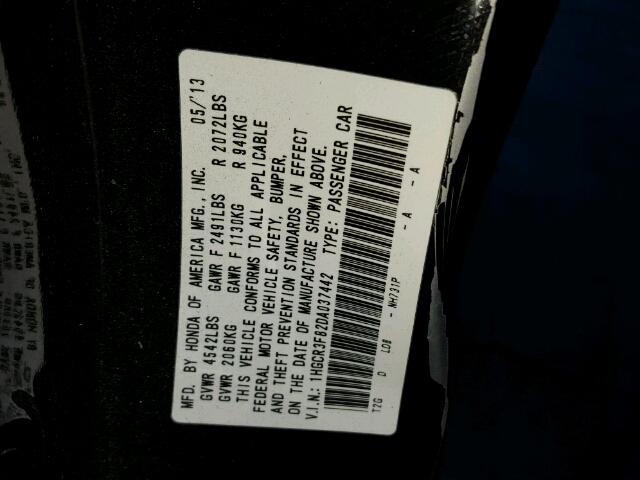 MFD. BY HONDA OF AMERICA MFG., INC. 05/'13
GVWR 4542LBS GAWR F 2491LBS R 2072LBS
GVWR 2060KG GAWR F 1130KG R 940KG
THIS VEHICLE CONFORMS TO ALL APPLICABLE
FEDERAL MOTOR VEHICLE SAFETY, BUMPER,
AND THEFT PREVENTION STANDARDS IN EFFECT
ON THE DATE OF MANUFACTURE SHOWN ABOVE.
V.I.N.: 1HGCR3F82DA037442 TYPE: PASSENGER CAR
T2G D LDB - NH731P - A - A